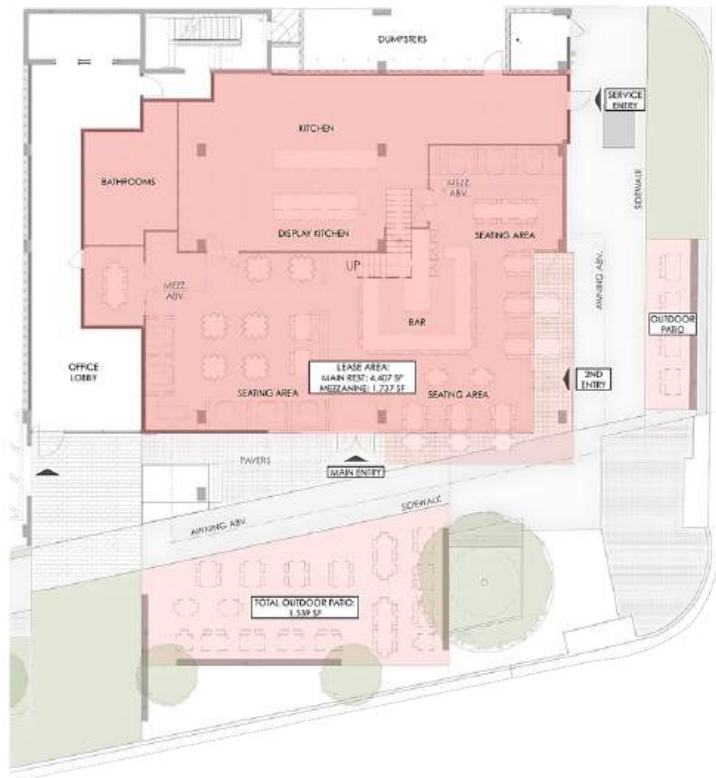 DUMPSTERS
SERVICE
ENTRY
KITCHEN
BATHROOMS
MEZZ.
ABV.
SIDEWALK
DISPLAY KITCHEN
SEATING AREA
UP
MEZZ.
ABV.
AWNING ABV.
BAR
OUTDOOR
PATIO
OFFICE
LOBBY
LEASE AREA:
MAIN REST: 4,407 SF
MEZZANINE: 1,737 SF
2ND
ENTRY
SEATING AREA
SEATING AREA
PAVERS
MAIN ENTRY
SIDEWALK
AWNING ABV.
TOTAL OUTDOOR PATIO:
1,539 SF